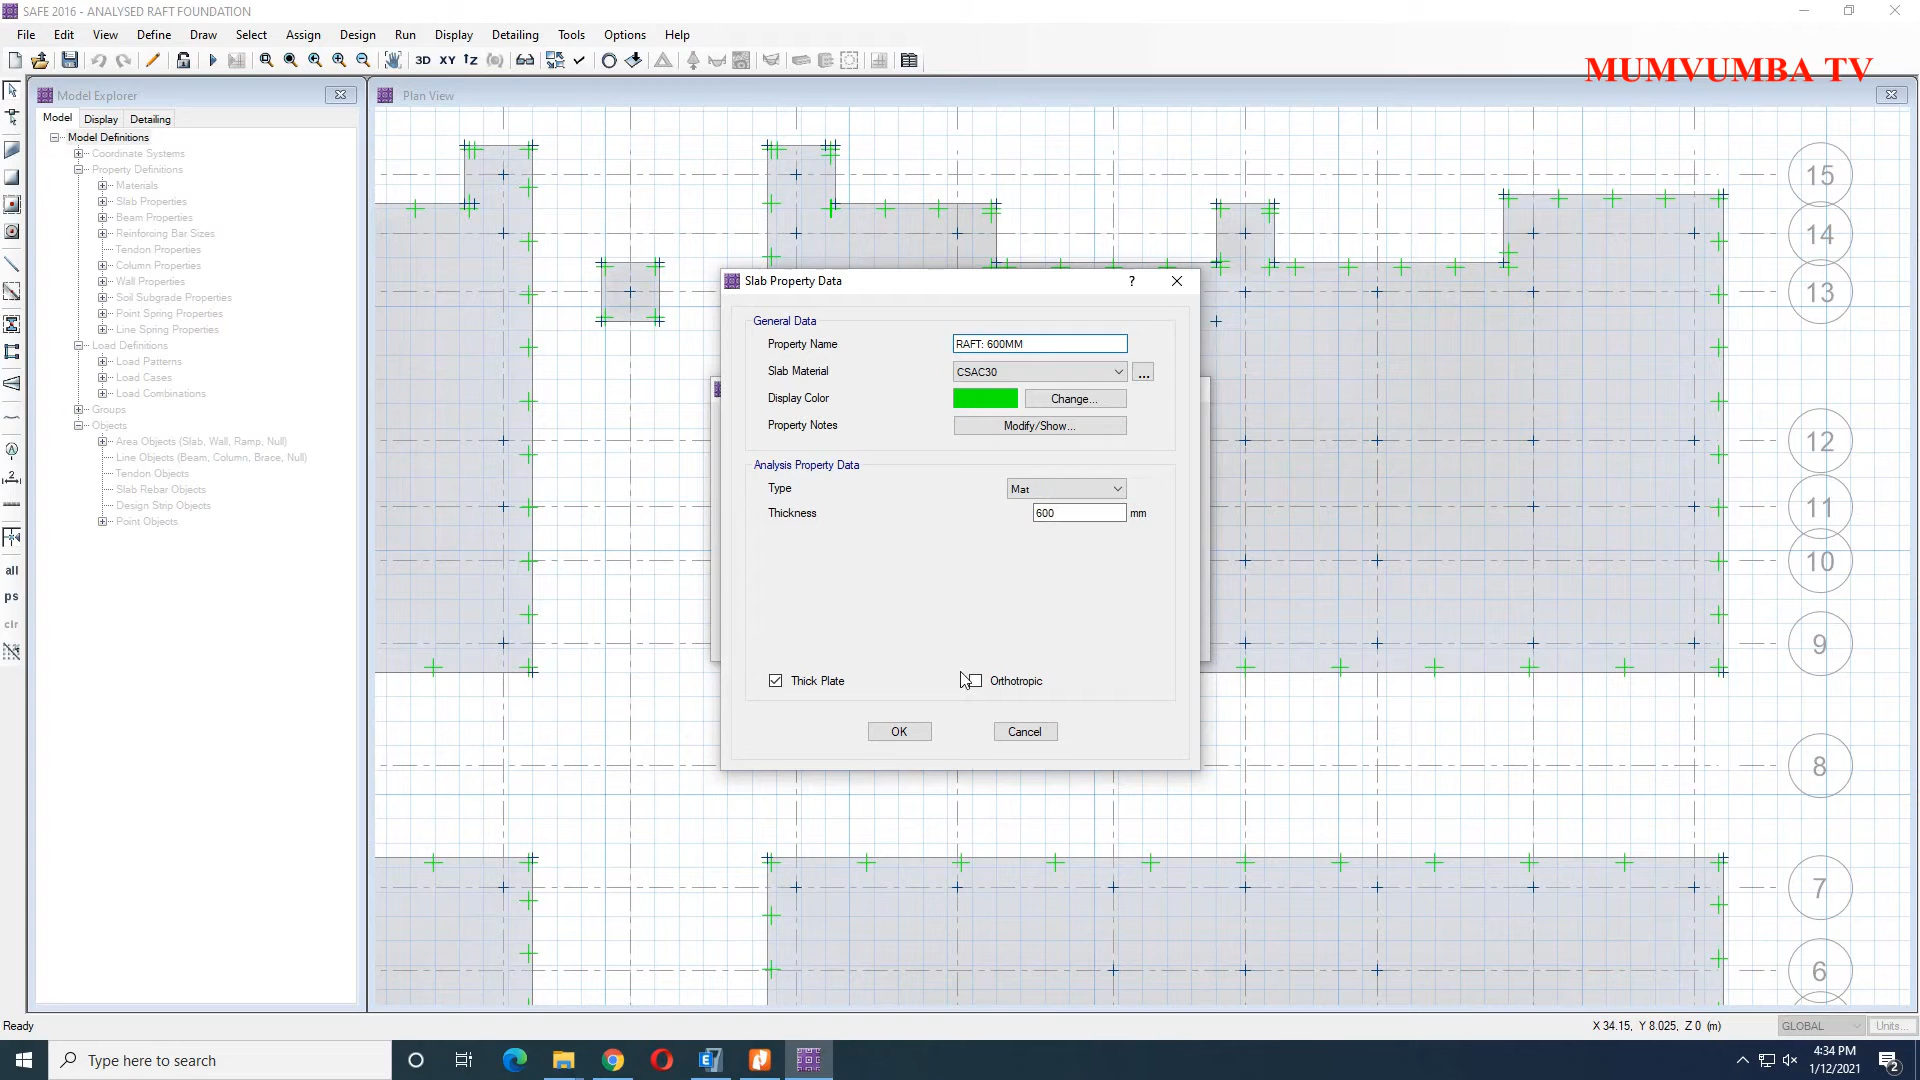 SAFE 2016 - ANALYSED RAFT FOUNDATION
File Edit View Define Draw Select Assign Design Run Display Detailing Tools Options Help
3D XY
MUMVUMBA TV
Model Explorer
Plan View
Model Display Detailing
Model Definitions
Coordinate Systems
Property Definitions
Materials
Slab Properties
Beam Properties
Reinforcing Bar Sizes
Tendon Properties
Column Properties
Wall Properties
Soil Subgrade Properties
Point Spring Properties
Line Spring Properties
Load Definitions
Load Patterns
Load Cases
Load Combinations
Groups
Objects
Area Objects (Slab, Wall, Ramp, Null)
Line Objects (Beam, Column, Brace, Null)
Tendon Objects
Slab Rebar Objects
Design Strip Objects
Point Objects
all
ps
clr
15
14
13
12
11
10
9
8
7
6
Slab Property Data
?
General Data
Property Name RAFT: 600MM
Slab Material CSAC30 ...
Display Color Change...
Property Notes Modify/Show...
Analysis Property Data
Type Mat
Thickness 600 mm
Thick Plate Orthotropic
OK Cancel
Ready
X 34.15, Y 8.025, Z 0 (m)
GLOBAL Units...
Type here to search
4:34 PM
1/12/2021
2